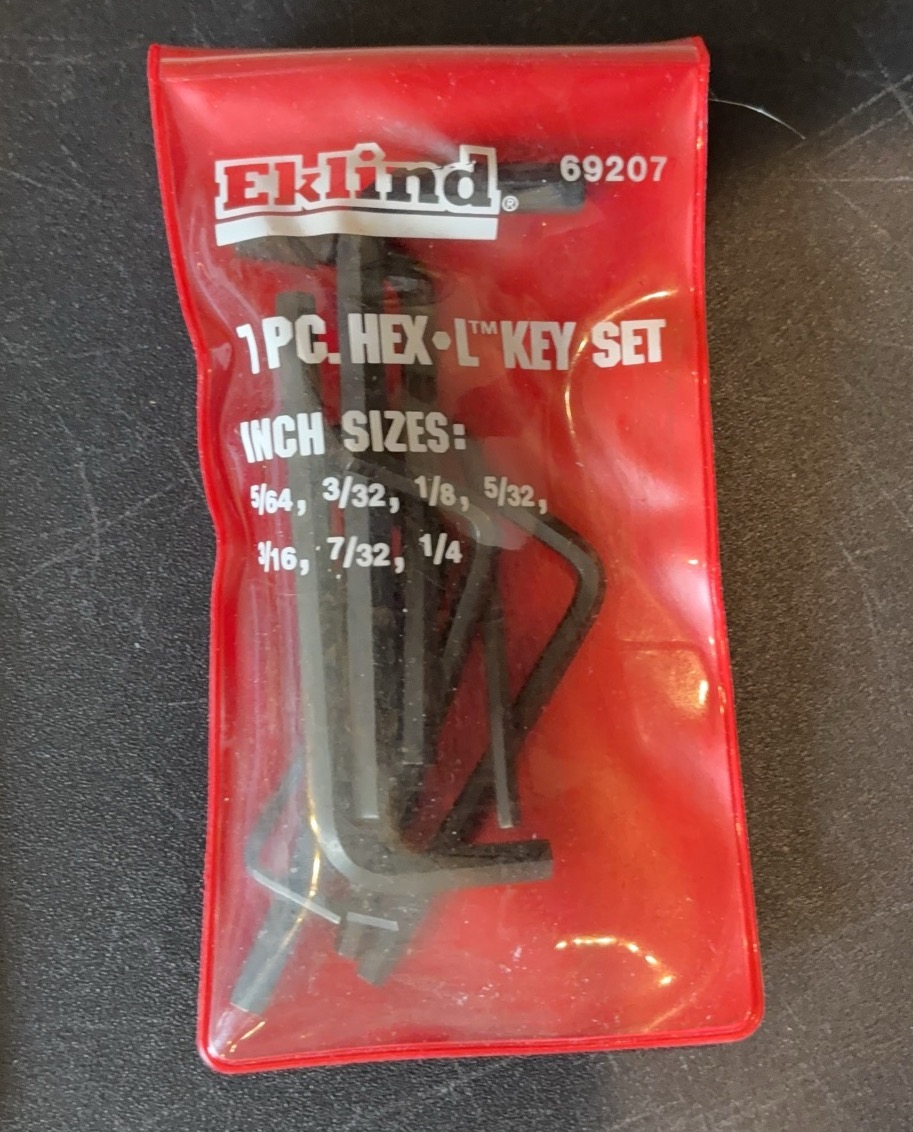 Eklind® 69207
7 PC. HEX•L™ KEY SET
INCH SIZES:
5/64, 3/32, 1/8, 5/32,
3/16, 7/32, 1/4